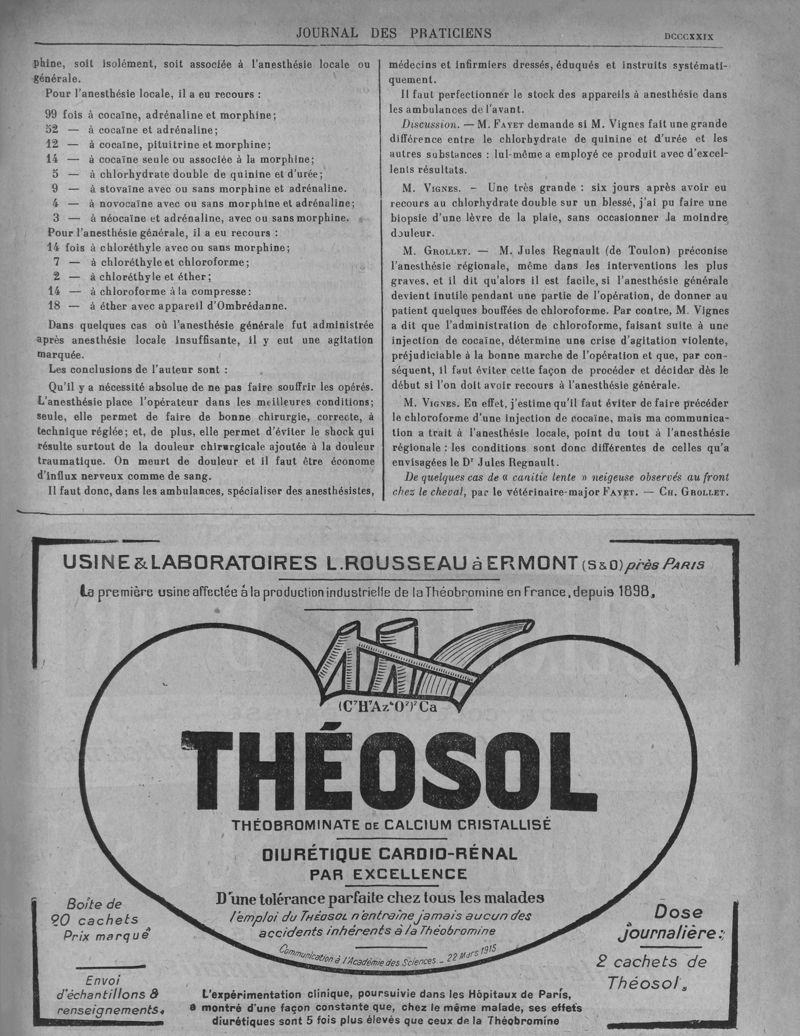 JOURNAL DES PRATICIENS
DCCCXXIX
phine, soit isolément, soit associée à l'anesthésie locale ou
générale.
Pour l'anesthésie locale, il a eu recours :
99 fois à cocaïne, adrénaline et morphine;
52 — à cocaïne et adrénaline;
12 — à cocaïne, pituitrine et morphine;
14 — à cocaïne seule ou associée à la morphine;
5 — à chlorhydrate double de quinine et d'urée;
9 — à stovaïne avec ou sans morphine et adrénaline.
4 — à novocaïne avec ou sans morphine et adrénaline;
3 — à néocaïne et adrénaline, avec ou sans morphine.
Pour l'anesthésie générale, il a eu recours :
14 fois à chloréthyle avec ou sans morphine;
7 — à chloréthyle et chloroforme;
2 — à chloréthyle et éther;
14 — à chloroforme à la compresse:
18 — à éther avec appareil d'Ombrédanne.
Dans quelques cas où l'anesthésie générale fut administrée
après anesthésie locale insuffisante, il y eut une agitation
marquée.
Les conclusions de l'auteur sont :
Qu'il y a nécessité absolue de ne pas faire souffrir les opérés.
L'anesthésie place l'opérateur dans les meilleures conditions;
seule, elle permet de faire de bonne chirurgie, correcte, à
technique réglée; et, de plus, elle permet d'éviter le shock qui
résulte surtout de la douleur chirurgicale ajoutée à la douleur
traumatique. On meurt de douleur et il faut être économe
d'influx nerveux comme de sang.
Il faut donc, dans les ambulances, spécialiser des anesthésistes,
médecins et infirmiers dressés, éduqués et instruits systémati-
quement.
Il faut perfectionner le stock des appareils à anesthésie dans
les ambulances de l'avant.
Discussion. — M. FAYET demande si M. Vignes fait une grande
différence entre le chlorhydrate de quinine et d'urée et les
autres substances : lui-même a employé ce produit avec d'excel-
lents résultats.
M. VIGNES. — Une très grande : six jours après avoir eu
recours au chlorhydrate double sur un blessé, j'ai pu faire une
biopsie d'une lèvre de la plaie, sans occasionner la moindre
douleur.
M. GROLLET. — M. Jules Regnault (de Toulon) préconise
l'anesthésie régionale, même dans les interventions les plus
graves, et il dit qu'alors il est facile, si l'anesthésie générale
devient inutile pendant une partie de l'opération, de donner au
patient quelques bouffées de chloroforme. Par contre, M. Vignes
a dit que l'administration de chloroforme, faisant suite à une
injection de cocaïne, détermine une crise d'agitation violente,
préjudiciable à la bonne marche de l'opération et que, par con-
séquent, il faut éviter cette façon de procéder et décider dès le
début si l'on doit avoir recours à l'anesthésie générale.
M. VIGNES. En effet, j'estime qu'il faut éviter de faire précéder
le chloroforme d'une injection de cocaïne, mais ma communica-
tion a trait à l'anesthésie locale, point du tout à l'anesthésie
régionale : les conditions sont donc différentes de celles qu'a
envisagées le Dr Jules Regnault.
De quelques cas de « canitie lente » neigeuse observés au front
chez le cheval, par le vétérinaire-major FAYET. — CH. GROLLET.
USINE & LABORATOIRES L. ROUSSEAU à ERMONT (S&O) près PARIS
La première usine affectée à la production industrielle de la Théobromine en France, depuis 1898.
(C⁷H⁷Az⁴O²)² Ca
THÉOSOL
THÉOBROMINATE DE CALCIUM CRISTALLISÉ
DIURÉTIQUE CARDIO-RÉNAL
PAR EXCELLENCE
D'une tolérance parfaite chez tous les malades
l'emploi du THÉOSOL n'entraîne jamais aucun des
accidents inhérents à la Théobromine
Communication à l'Académie des Sciences _ 22 Mars 1915
Boîte de
20 cachets
Prix marqué
Envoi
d'échantillons &
renseignements.
L'expérimentation clinique, poursuivie dans les Hôpitaux de Paris,
a montré d'une façon constante que, chez le même malade, ses effets
diurétiques sont 5 fois plus élevés que ceux de la Théobromine
Dose
journalière:
2 cachets de
Théosol.